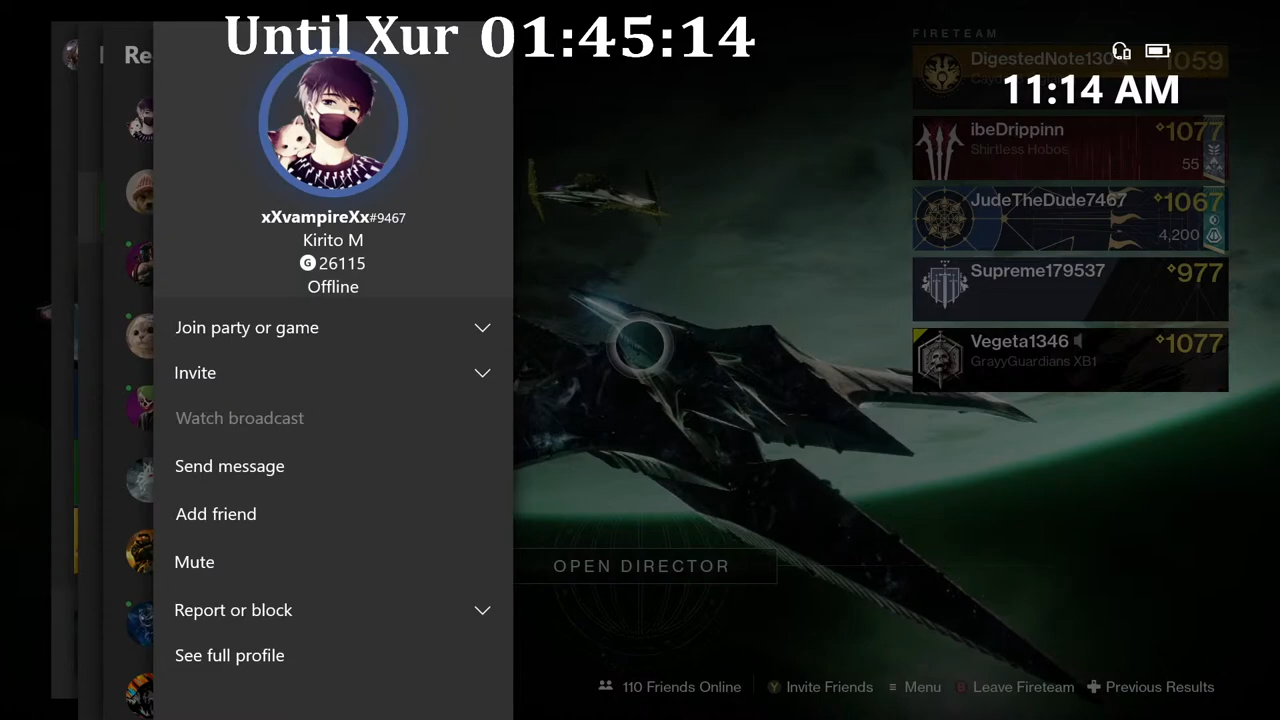 Until Xur 01:45:14
Re
xXvampireXx#9467
Kirito M
G 26115
Offline
Join party or game
Invite
Watch broadcast
Send message
Add friend
Mute
Report or block
See full profile
FIRETEAM
DigestedNote130
1059
11:14 AM
ibeDrippinn
1077
Shirtless Hobos
55
JudeTheDude7467
1067
4,200
Supreme179537
977
Vegeta1346
1077
GrayyGuardians XB1
OPEN DIRECTOR
110 Friends Online
Y Invite Friends
Menu
B Leave Fireteam
Previous Results